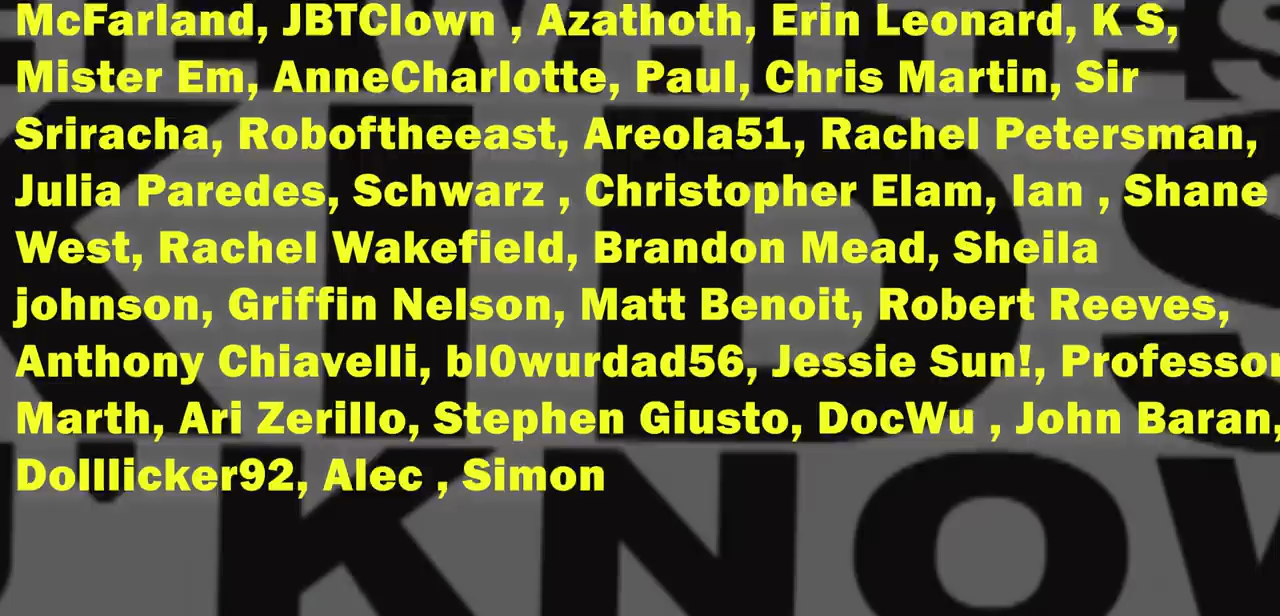 McFarland, JBTClown , Azathoth, Erin Leonard, K S,
Mister Em, AnneCharlotte, Paul, Chris Martin, Sir
Sriracha, Roboftheeast, Areola51, Rachel Petersman,
Julia Paredes, Schwarz , Christopher Elam, Ian , Shane
West, Rachel Wakefield, Brandon Mead, Sheila
johnson, Griffin Nelson, Matt Benoit, Robert Reeves,
Anthony Chiavelli, bl0wurdad56, Jessie Sun!, Professor
Marth, Ari Zerillo, Stephen Giusto, DocWu , John Baran,
Dolllicker92, Alec , Simon